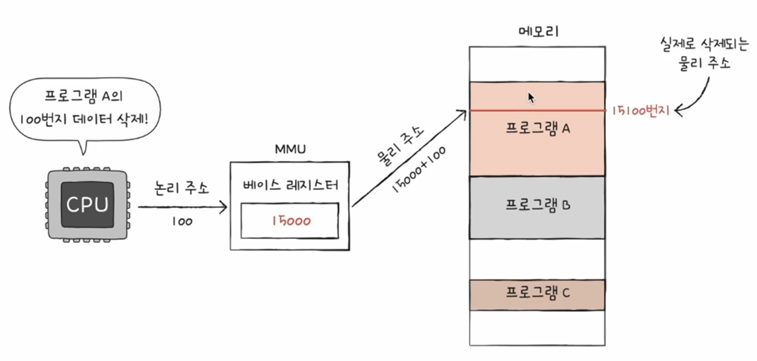 프로그램 A의
100번지 데이터 삭제!
CPU
논리 주소
100
MMU
베이스 레지스터
15000
물리 주소
15000+100
메모리
프로그램 A
프로그램 B
프로그램 C
실제로 삭제되는
물리 주소
15100번지